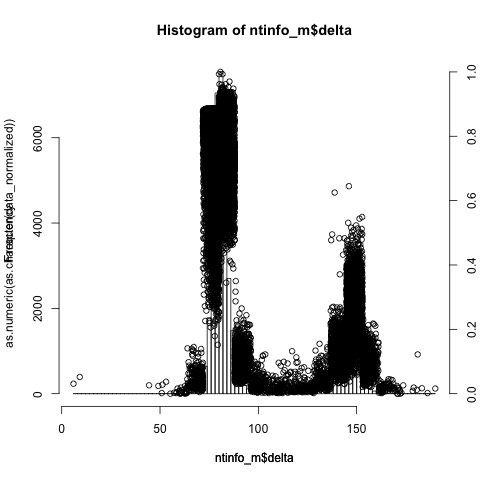 Histogram of ntinfo_m$delta
as.numeric(as.character(data_normalized))
Frequency
6000
4000
2000
0
1.0
0.8
0.6
0.4
0.2
0.0
0 50 100 150
ntinfo_m$delta